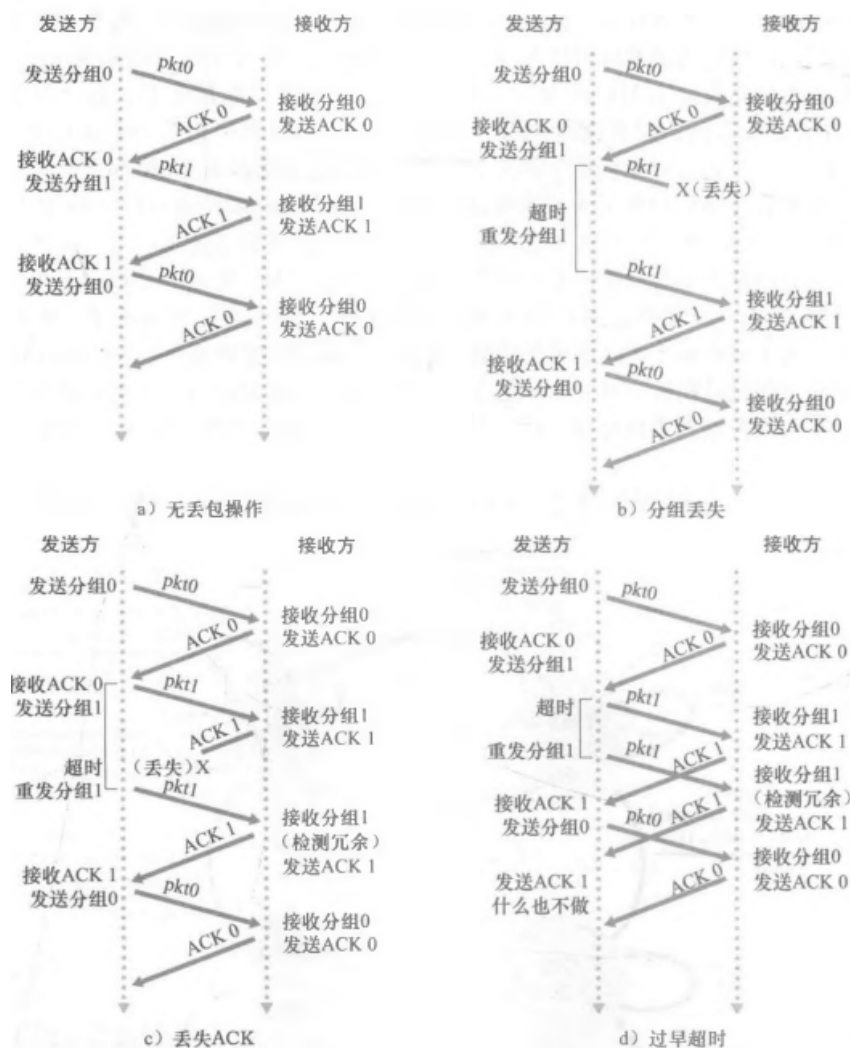 发送方
接收方
发送分组0
pkt0
接收分组0
ACK 0
发送ACK 0
接收ACK 0
发送分组1
pkt1
接收分组1
ACK 1
发送ACK 1
接收ACK 1
发送分组0
pkt0
接收分组0
ACK 0
发送ACK 0
a）无丢包操作
发送方
接收方
发送分组0
pkt0
接收分组0
ACK 0
发送ACK 0
接收ACK 0
发送分组1
pkt1
X（丢失）
超时
重发分组1
pkt1
接收分组1
ACK 1
发送ACK 1
接收ACK 1
发送分组0
pkt0
接收分组0
ACK 0
发送ACK 0
b）分组丢失
发送方
接收方
发送分组0
pkt0
接收分组0
ACK 0
发送ACK 0
接收ACK 0
发送分组1
pkt1
接收分组1
ACK 1
发送ACK 1
超时
（丢失）X
重发分组1
pkt1
接收分组1
ACK 1
（检测冗余）
发送ACK 1
接收ACK 1
发送分组0
pkt0
接收分组0
ACK 0
发送ACK 0
c）丢失ACK
发送方
接收方
发送分组0
pkt0
接收分组0
ACK 0
发送ACK 0
接收ACK 0
发送分组1
pkt1
超时
接收分组1
发送ACK 1
重发分组1
pkt1
ACK 1
接收分组1
（检测冗余）
发送ACK 1
接收ACK 1
发送分组0
pkt0
ACK 1
接收分组0
发送ACK 0
ACK 0
发送ACK 1
什么也不做
d）过早超时